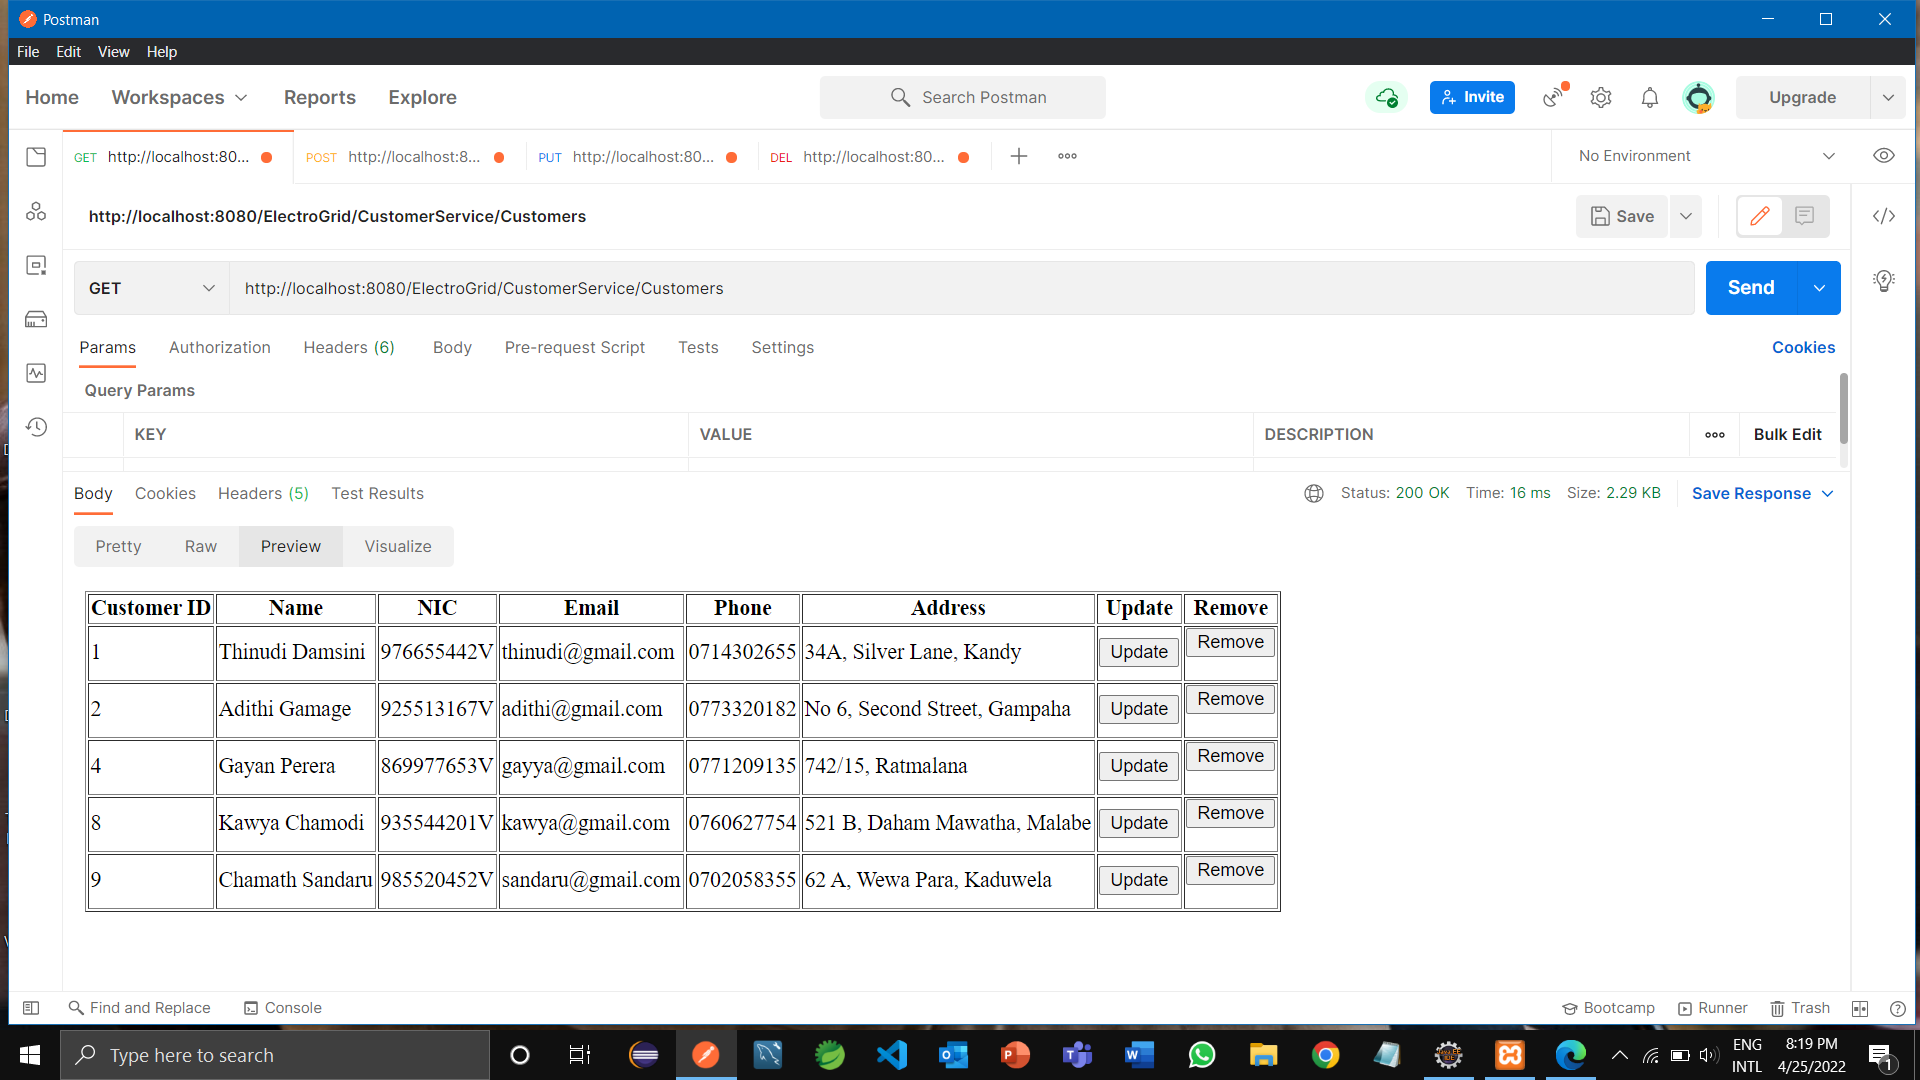 Postman
File Edit View Help
Home Workspaces Reports Explore Search Postman Invite Upgrade
GET http://localhost:80... POST http://localhost:8... PUT http://localhost:80... DEL http://localhost:80... No Environment
http://localhost:8080/ElectroGrid/CustomerService/Customers Save
GET http://localhost:8080/ElectroGrid/CustomerService/Customers Send
Params Authorization Headers (6) Body Pre-request Script Tests Settings Cookies
Query Params
KEY VALUE DESCRIPTION Bulk Edit
Body Cookies Headers (5) Test Results Status: 200 OK Time: 16 ms Size: 2.29 KB Save Response
Pretty Raw Preview Visualize
Customer ID Name NIC Email Phone Address Update Remove
1 Thinudi Damsini 976655442V thinudi@gmail.com 0714302655 34A, Silver Lane, Kandy Update Remove
2 Adithi Gamage 925513167V adithi@gmail.com 0773320182 No 6, Second Street, Gampaha Update Remove
4 Gayan Perera 869977653V gayya@gmail.com 0771209135 742/15, Ratmalana Update Remove
8 Kawya Chamodi 935544201V kawya@gmail.com 0760627754 521 B, Daham Mawatha, Malabe Update Remove
9 Chamath Sandaru 985520452V sandaru@gmail.com 0702058355 62 A, Wewa Para, Kaduwela Update Remove
Find and Replace Console Bootcamp Runner Trash
Type here to search ENG 8:19 PM
INTL 4/25/2022 1